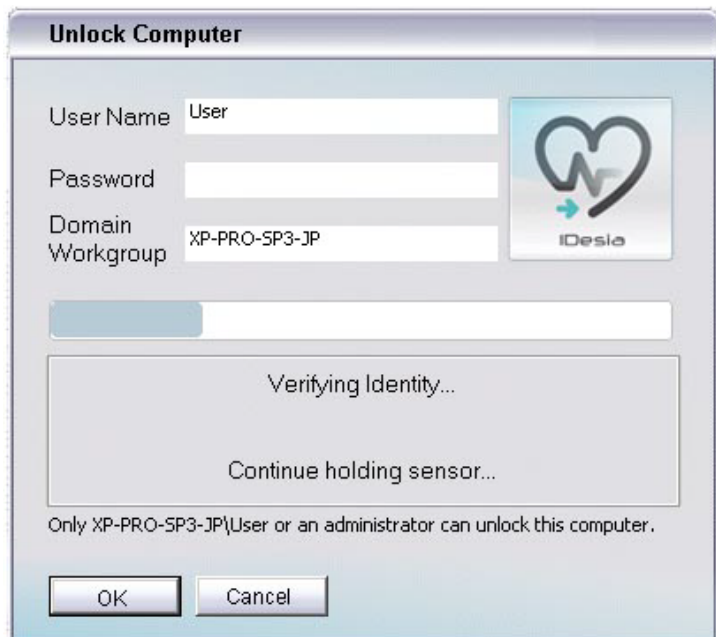 Unlock Computer
User Name User
Password
Domain
Workgroup XP-PRO-SP3-JP
IDesia
Verifying Identity...
Continue holding sensor...
Only XP-PRO-SP3-JP\User or an administrator can unlock this computer.
OK Cancel